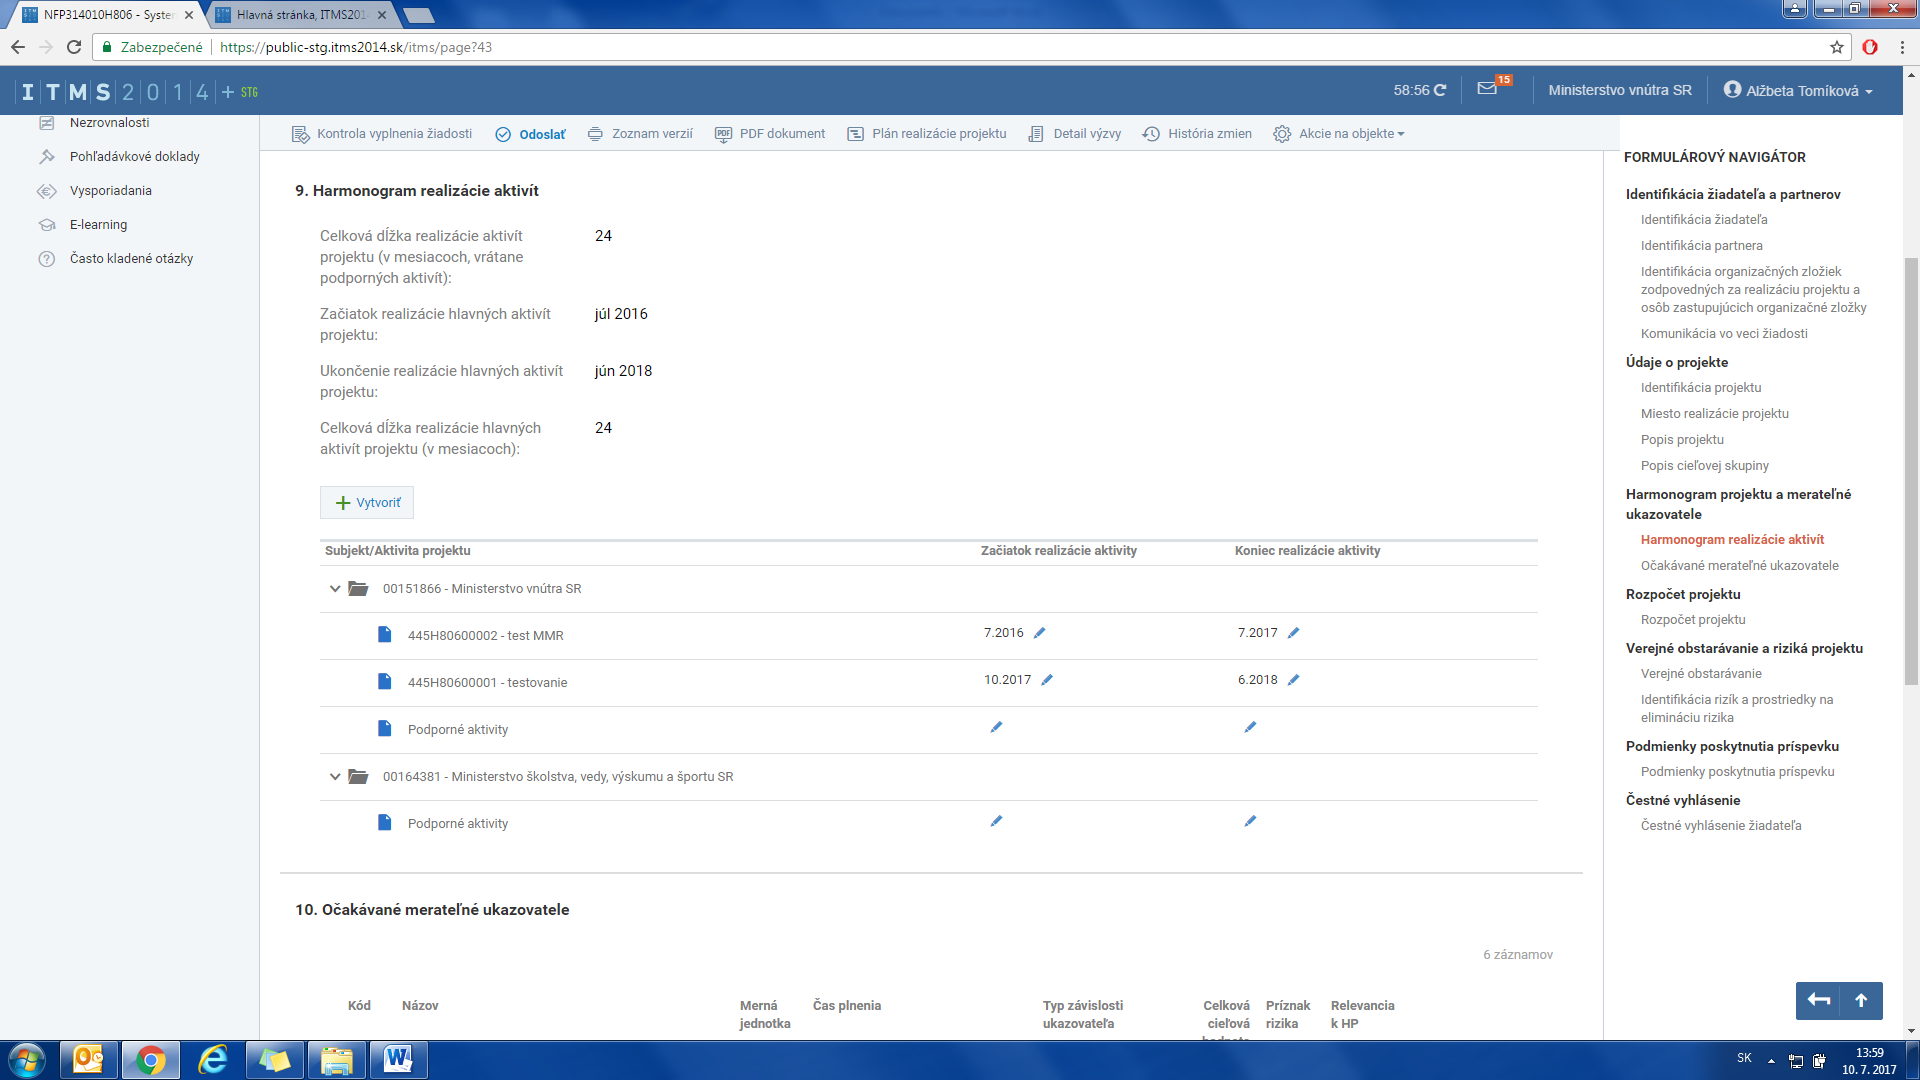 NFP314010H806 - Syste
Hlavná stránka, ITMS201
Zabezpečené
https://public-stg.itms2014.sk/itms/page?43
ITMS2014+ STG
58:56
15
Ministerstvo vnútra SR
Alžbeta Tomíková
Nezrovnalosti
Pohľadávkové doklady
Vysporiadania
E-learning
Často kladené otázky
Kontrola vyplnenia žiadosti
Odoslať
Zoznam verzií
PDF dokument
Plán realizácie projektu
Detail výzvy
História zmien
Akcie na objekte
9. Harmonogram realizácie aktivít
Celková dĺžka realizácie aktivít
projektu (v mesiacoch, vrátane
podporných aktivít):
24
Začiatok realizácie hlavných aktivít
projektu:
júl 2016
Ukončenie realizácie hlavných aktivít
projektu:
jún 2018
Celková dĺžka realizácie hlavných
aktivít projektu (v mesiacoch):
24
Vytvoriť
Subjekt/Aktivita projektu Začiatok realizácie aktivity Koniec realizácie aktivity
00151866 - Ministerstvo vnútra SR
445H80600002 - test MMR 7.2016 7.2017
445H80600001 - testovanie 10.2017 6.2018
Podporné aktivity
00164381 - Ministerstvo školstva, vedy, výskumu a športu SR
Podporné aktivity
10. Očakávané merateľné ukazovatele
6 záznamov
Kód
Názov
Merná
jednotka
Čas plnenia
Typ závislosti
ukazovateľa
Celková
cieľová
hodnota
Príznak
rizika
Relevancia
k HP
FORMULÁROVÝ NAVIGÁTOR
Identifikácia žiadateľa a partnerov
Identifikácia žiadateľa
Identifikácia partnera
Identifikácia organizačných zložiek
zodpovedných za realizáciu projektu a
osôb zastupujúcich organizačné zložky
Komunikácia vo veci žiadosti
Údaje o projekte
Identifikácia projektu
Miesto realizácie projektu
Popis projektu
Popis cieľovej skupiny
Harmonogram projektu a merateľné
ukazovatele
Harmonogram realizácie aktivít
Očakávané merateľné ukazovatele
Rozpočet projektu
Rozpočet projektu
Verejné obstarávanie a riziká projektu
Verejné obstarávanie
Identifikácia rizík a prostriedky na
elimináciu rizika
Podmienky poskytnutia príspevku
Podmienky poskytnutia príspevku
Čestné vyhlásenie
Čestné vyhlásenie žiadateľa
SK
13:59
10. 7. 2017